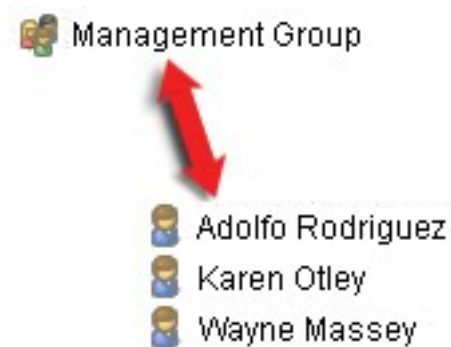 Management Group
Adolfo Rodriguez
Karen Otley
Wayne Massey